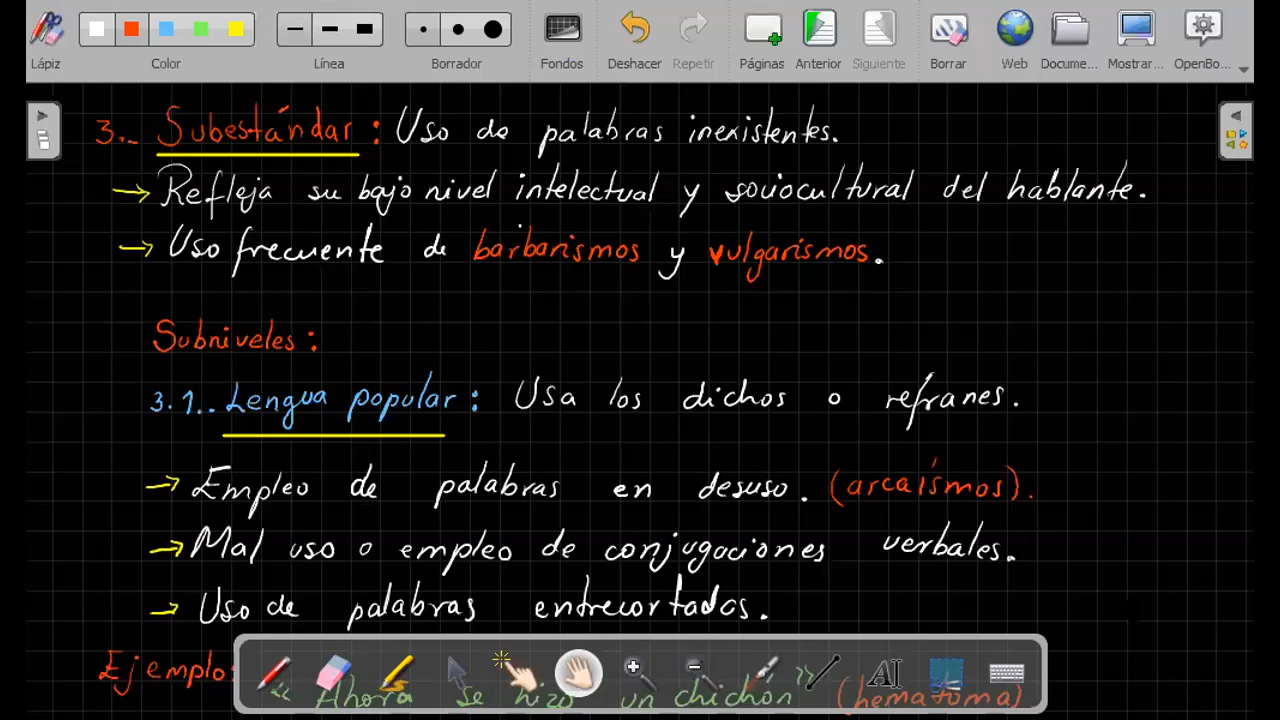 Lápiz Color Línea Borrador Fondos Deshacer Repetir Páginas Anterior Siguiente Borrar Web Docume... Mostrar... OpenBo...
3._ Subestándar : Uso de palabras inexistentes.
→ Refleja su bajo nivel intelectual y sociocultural del hablante.
→ Uso frecuente de barbarismos y vulgarismos.
Subniveles:
3.1.. Lengua popular : Usa los dichos o refranes.
→ Empleo de palabras en desuso. (arcaísmos).
→ Mal uso o empleo de conjugaciones verbales.
→ Uso de palabras entrecortadas.
Ejemplo:
« Ahora se hizo un chichón » (hematoma)